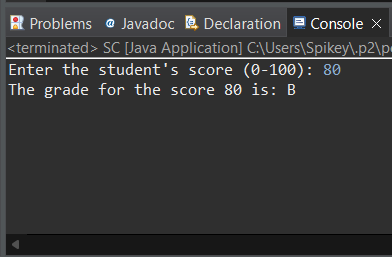 Problems @ Javadoc Declaration Console ×
<terminated> SC [Java Application] C:\Users\Spikey\.p2\p
Enter the student's score (0-100): 80
The grade for the score 80 is: B